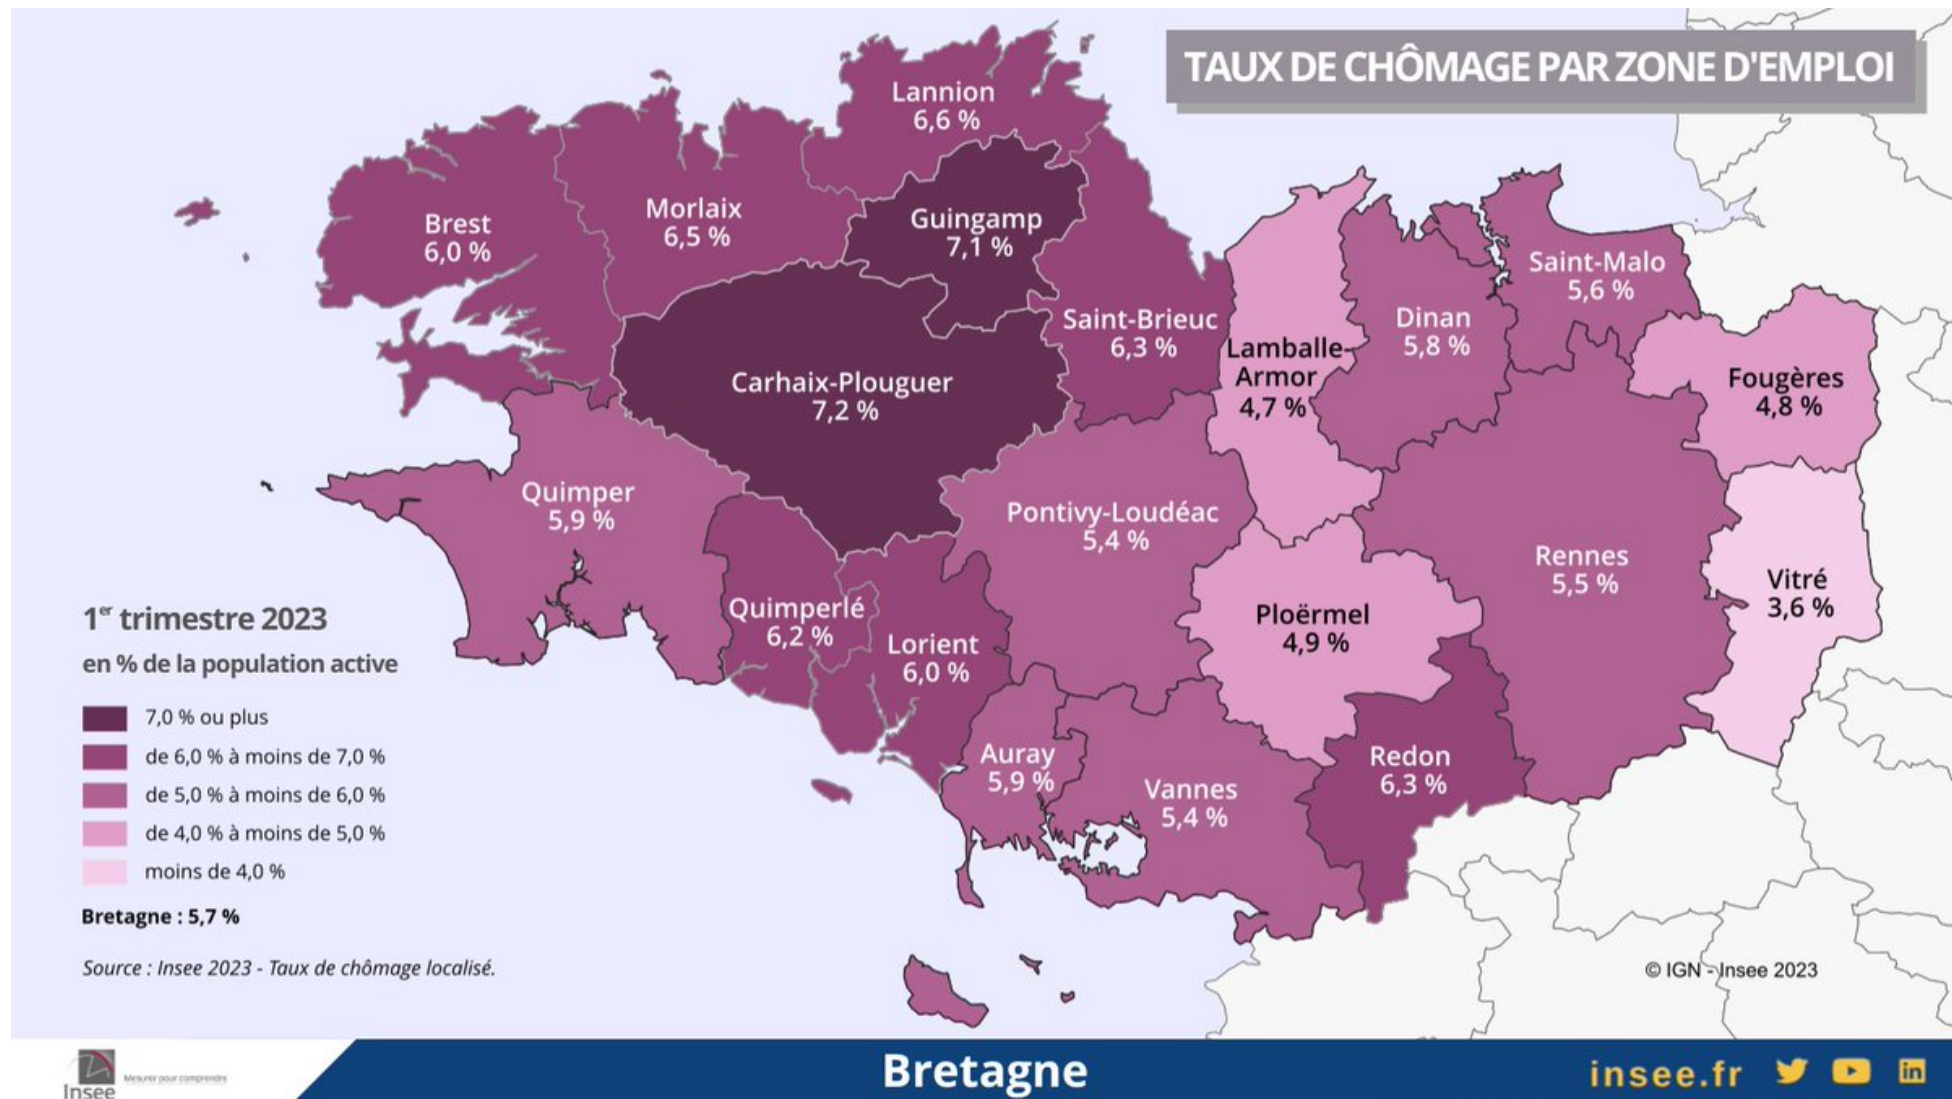 TAUX DE CHÔMAGE PAR ZONE D'EMPLOI
Lannion
6,6 %
Brest
6,0 %
Morlaix
6,5 %
Guingamp
7,1 %
Saint-Brieuc
6,3 %
Lamballe-
Armor
4,7 %
Dinan
5,8 %
Saint-Malo
5,6 %
Fougères
4,8 %
Carhaix-Plouguer
7,2 %
Quimper
5,9 %
Pontivy-Loudéac
5,4 %
Rennes
5,5 %
Vitré
3,6 %
Quimperlé
6,2 %
Lorient
6,0 %
Ploërmel
4,9 %
Auray
5,9 %
Vannes
5,4 %
Redon
6,3 %
1er trimestre 2023
en % de la population active
7,0 % ou plus
de 6,0 % à moins de 7,0 %
de 5,0 % à moins de 6,0 %
de 4,0 % à moins de 5,0 %
moins de 4,0 %
Bretagne : 5,7 %
Source : Insee 2023 - Taux de chômage localisé.
© IGN - Insee 2023
Insee
Mesurer pour comprendre
Bretagne
insee.fr
in